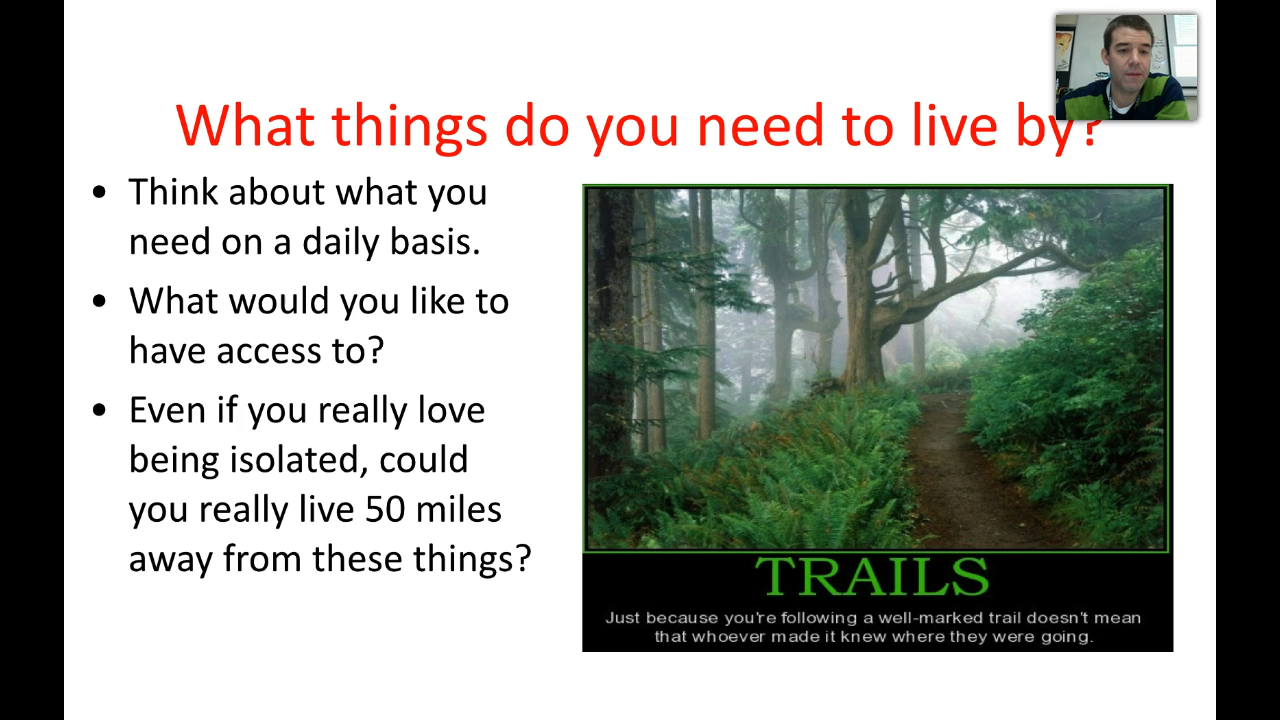 What things do you need to live by?
• Think about what you
need on a daily basis.
• What would you like to
have access to?
• Even if you really love
being isolated, could
you really live 50 miles
away from these things?
TRAILS
Just because you're following a well-marked trail doesn't mean
that whoever made it knew where they were going.